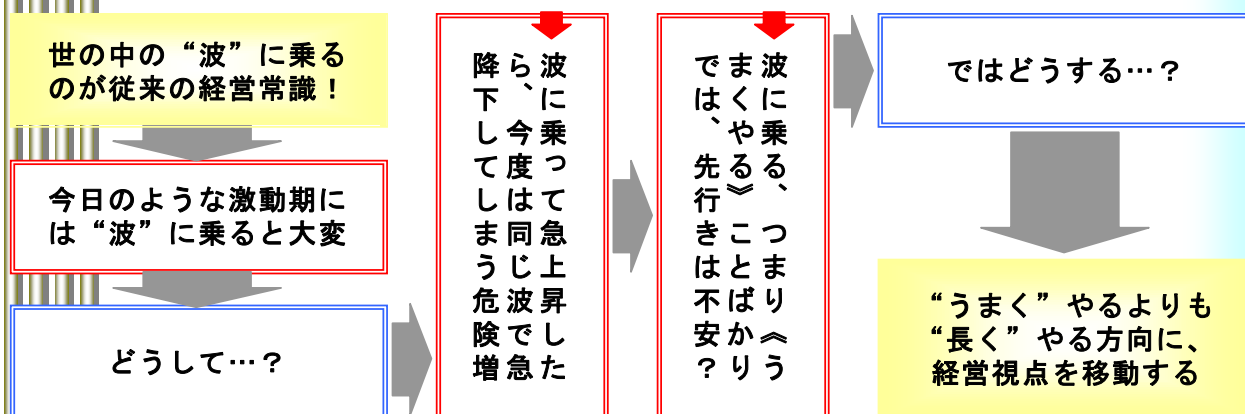 世の中の“波”に乗る
のが従来の経営常識！
今日のような激動期に
は“波”に乗ると大変
どうして…？
波に乗って急上昇した
ら、今度は同じ波で急
降下してしまう危険増
波に乗る、つまり《う
まくやる》ことばかり
では、先行きは不安？
ではどうする…？
“うまく”やるよりも
“長く”やる方向に、
経営視点を移動する